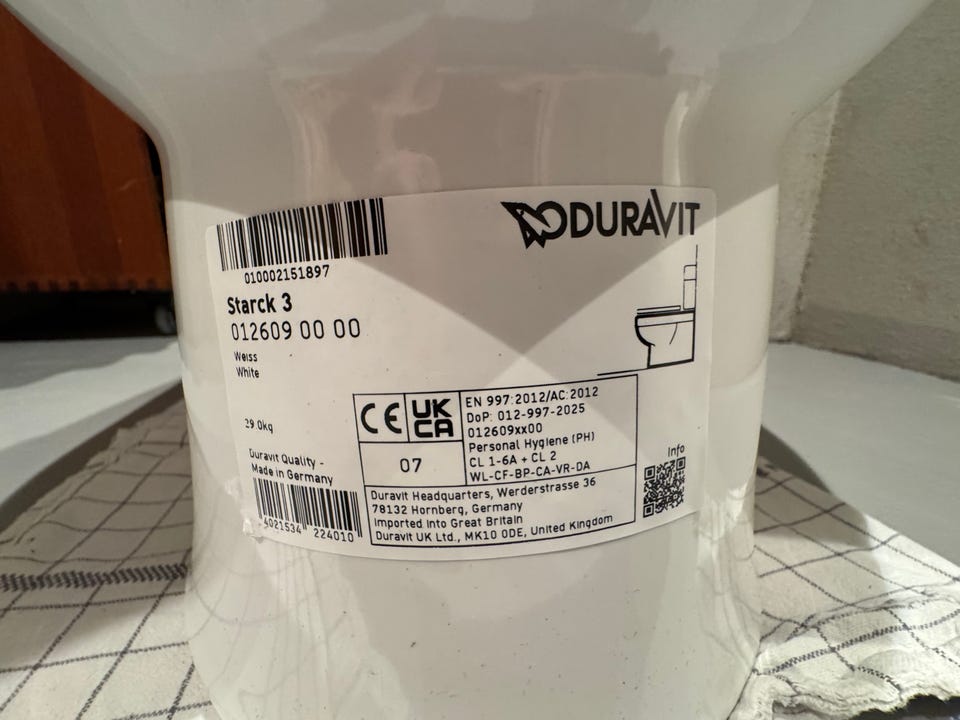 010002151897
DURAVIT
Starck 3
012609 00 00
Weiss
White
29.0kg
Duravit Quality -
Made in Germany
4021534 224010
CE
UK
CA
07
EN 997:2012/AC:2012
DoP: 012-997-2025
012609xx00
Personal Hygiene (PH)
CL 1-6A + CL 2
WL-CF-BP-CA-VR-DA
Duravit Headquarters, Werderstrasse 36
78132 Hornberg, Germany
Imported into Great Britain
Duravit UK Ltd., MK10 0DE, United Kingdom
Info